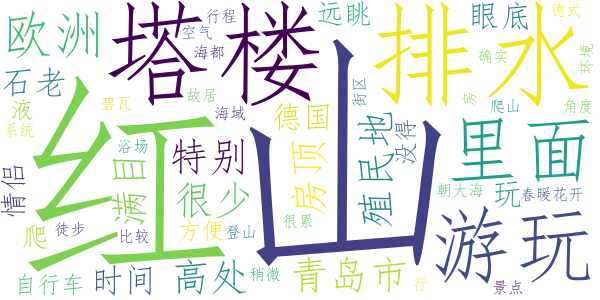 欧洲
塔楼
行程
空气
海都
远眺
排水
眼底
德式
确实
环境
石老
液
系统
碧瓦
故居
海域
街区
房
爬山
角度
红
山
浴场
满目
特别
德国
房顶
殖民地
没得
里面
情侣
很少
朝大海
玩
春暖花开
爬
徒步
比较
方便
登山
很累
游玩
自行车
时间
高处
稍微
青岛市
行
景点